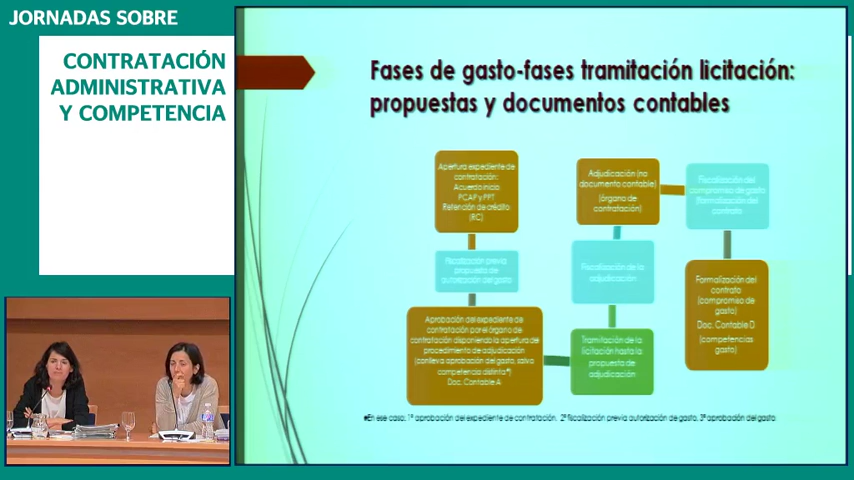 JORNADAS SOBRE
CONTRATACIÓN
ADMINISTRATIVA
Y COMPETENCIA
Fases de gasto-fases tramitación licitación:
propuestas y documentos contables
Apertura expediente de
contratación:
Acuerdo inicio
PCAP y PPT
Retención de crédito
(RC)
Fiscalización previa
propuesta de
autorización del gasto
Aprobación del expediente de
contratación por el órgano de
contratación disponiendo la apertura de
procedimiento de adjudicación
(conlleva aprobación del gasto, salvo
competencia distinta*)
Doc. Contable A
Tramitación de la
licitación hasta la
propuesta de
adjudicación
Fiscalización de la
adjudicación
Adjudicación (no
documento contable)
(órgano de
contratación)
Fiscalización del
compromiso de gasto
(formalización del
contrato
Formalización del
contrato
(compromiso de
gasto)
Doc. Contable D
(competencias
gasto)
*En ese caso, 1º aprobación del expediente de contratación, 2º fiscalización previa autorización de gasto, 3º aprobación del gasto